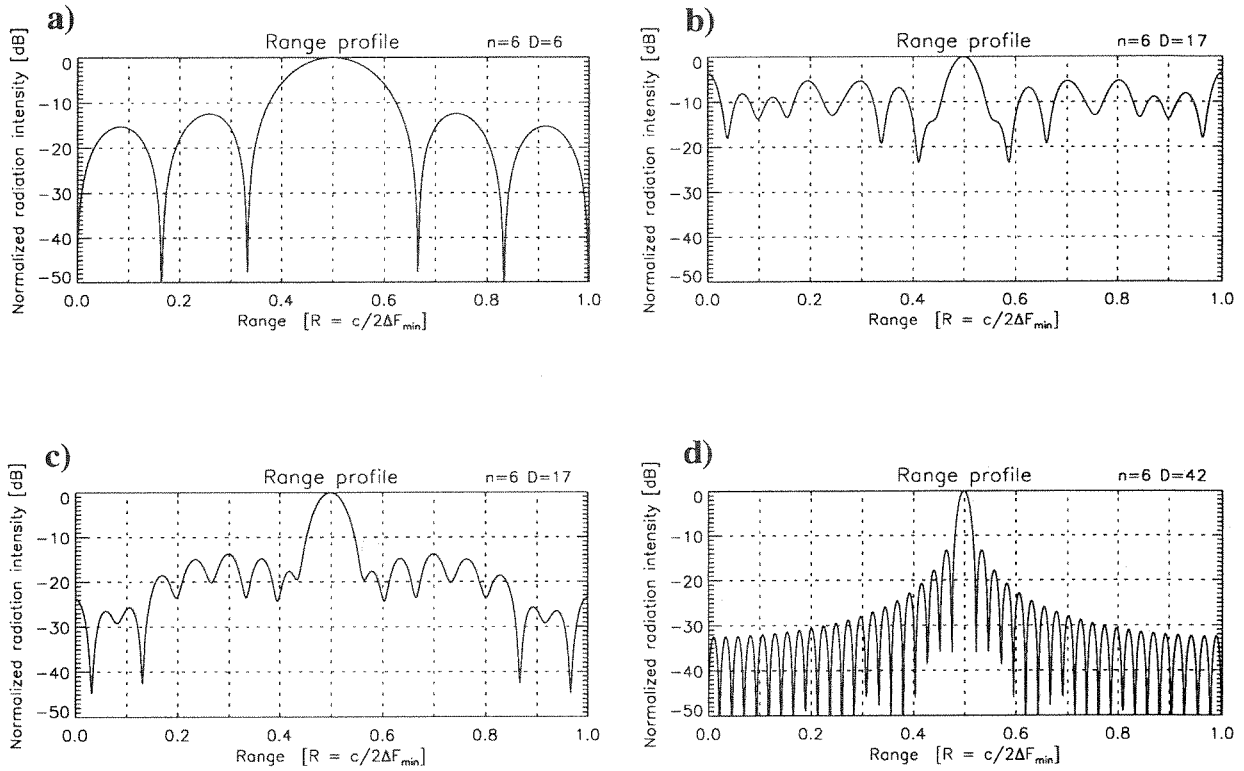 a)
Range profile n=6 D=6
Normalized radiation intensity [dB]
0
-10
-20
-30
-40
-50
0.0 0.2 0.4 0.6 0.8 1.0
Range [R = c/2ΔFmin]
b)
Range profile n=6 D=17
Normalized radiation intensity [dB]
0
-10
-20
-30
-40
-50
0.0 0.2 0.4 0.6 0.8 1.0
Range [R = c/2ΔFmin]
c)
Range profile n=6 D=17
Normalized radiation intensity [dB]
0
-10
-20
-30
-40
-50
0.0 0.2 0.4 0.6 0.8 1.0
Range [R = c/2ΔFmin]
d)
Range profile n=6 D=42
Normalized radiation intensity [dB]
0
-10
-20
-30
-40
-50
0.0 0.2 0.4 0.6 0.8 1.0
Range [R = c/2ΔFmin]